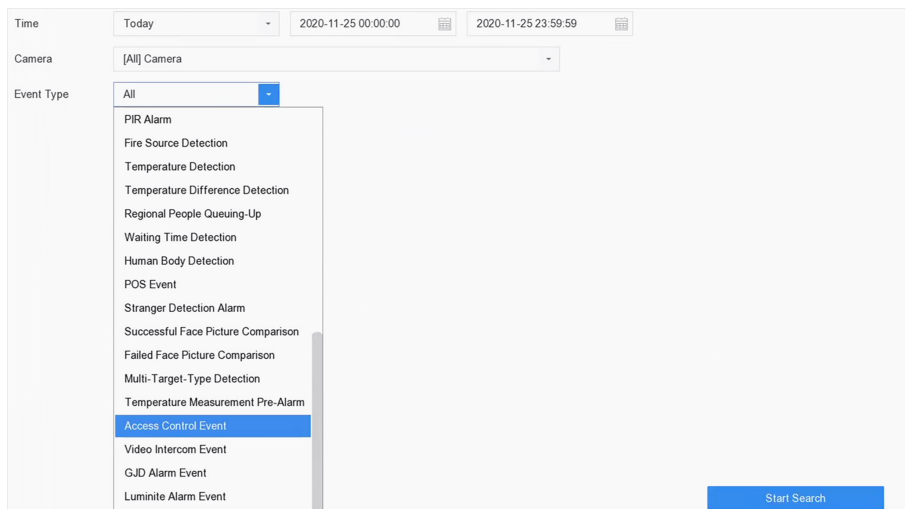 Time Today 2020-11-25 00:00:00 2020-11-25 23:59:59
Camera [All] Camera
Event Type All
PIR Alarm
Fire Source Detection
Temperature Detection
Temperature Difference Detection
Regional People Queuing-Up
Waiting Time Detection
Human Body Detection
POS Event
Stranger Detection Alarm
Successful Face Picture Comparison
Failed Face Picture Comparison
Multi-Target-Type Detection
Temperature Measurement Pre-Alarm
Access Control Event
Video Intercom Event
GJD Alarm Event
Luminite Alarm Event
Start Search